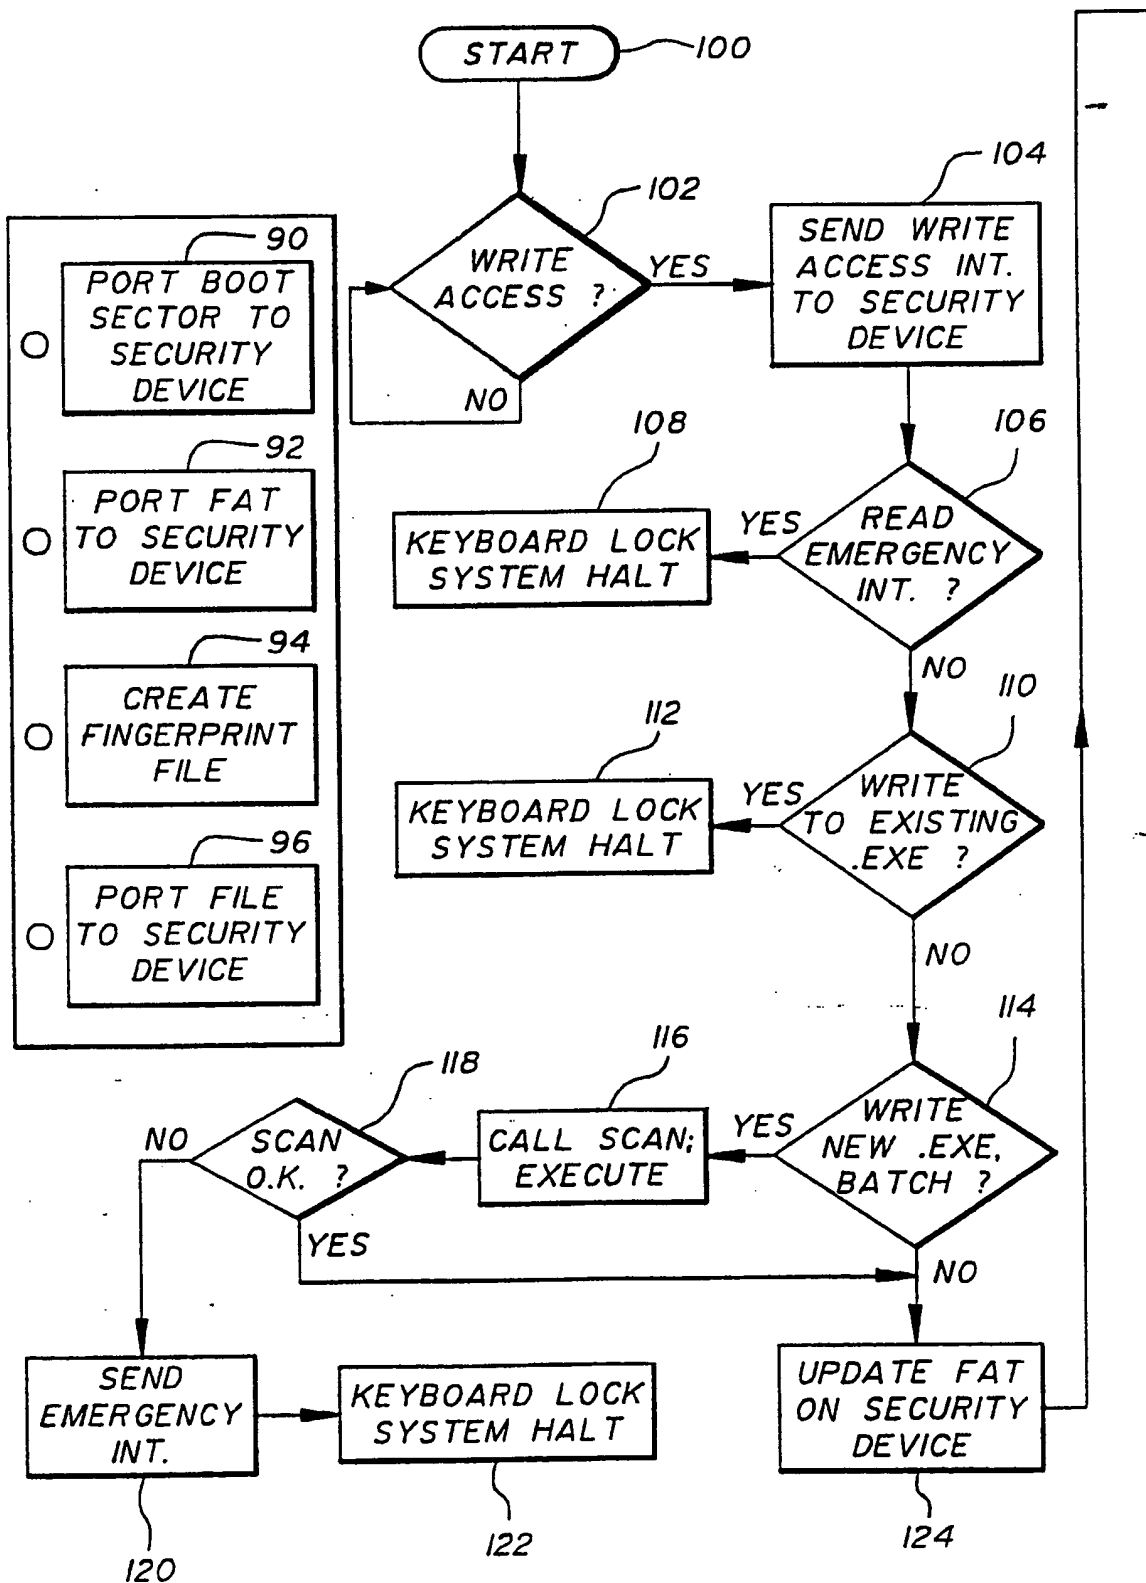 START
100
102
WRITE
ACCESS ?
YES
NO
104
SEND WRITE
ACCESS INT.
TO SECURITY
DEVICE
90
PORT BOOT
SECTOR TO
SECURITY
DEVICE
92
PORT FAT
TO SECURITY
DEVICE
94
CREATE
FINGERPRINT
FILE
96
PORT FILE
TO SECURITY
DEVICE
106
READ
EMERGENCY
INT. ?
YES
NO
108
KEYBOARD LOCK
SYSTEM HALT
110
WRITE
TO EXISTING
.EXE ?
YES
NO
112
KEYBOARD LOCK
SYSTEM HALT
114
WRITE
NEW .EXE,
BATCH ?
YES
NO
116
CALL SCAN;
EXECUTE
118
SCAN
O.K. ?
NO
YES
SEND
EMERGENCY
INT.
120
KEYBOARD LOCK
SYSTEM HALT
122
UPDATE FAT
ON SECURITY
DEVICE
124